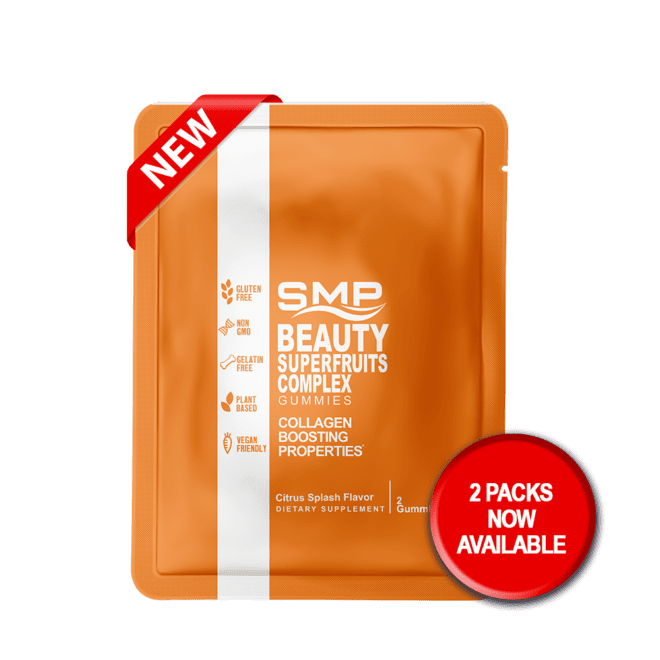 NEW
GLUTEN
FREE
NON
GMO
GELATIN
FREE
PLANT
BASED
VEGAN
FRIENDLY
SMP
BEAUTY
SUPERFRUITS
COMPLEX
GUMMIES
COLLAGEN
BOOSTING
PROPERTIES*
Citrus Splash Flavor
DIETARY SUPPLEMENT
2
Gummi
2 PACKS
NOW
AVAILABLE